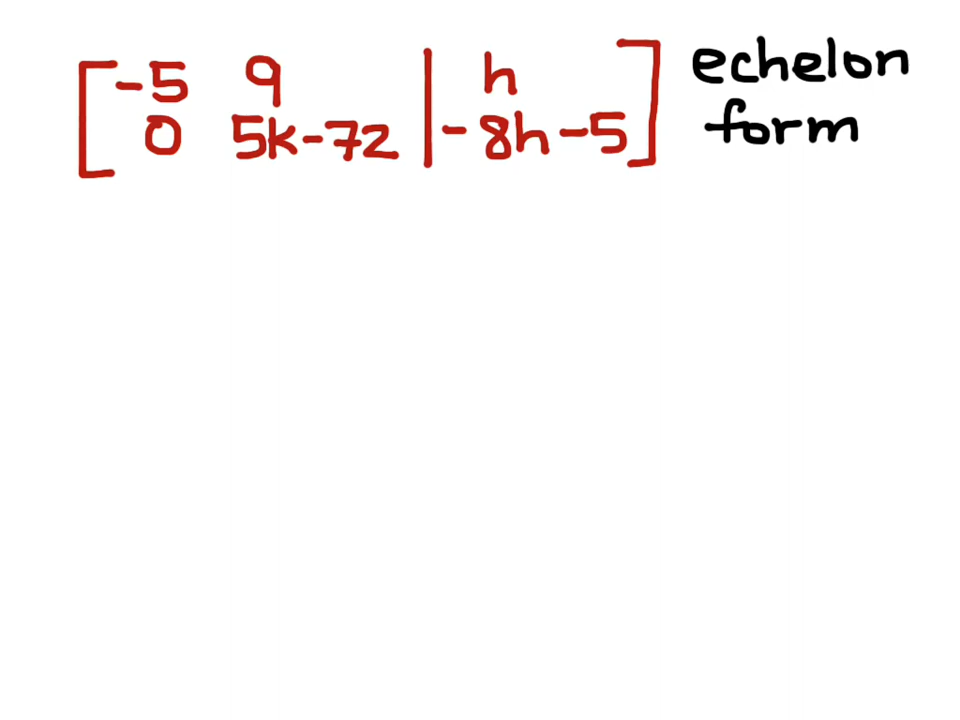 [ -5 9 | h ] echelon
[ 0 5k-72 | -8h-5 ] form